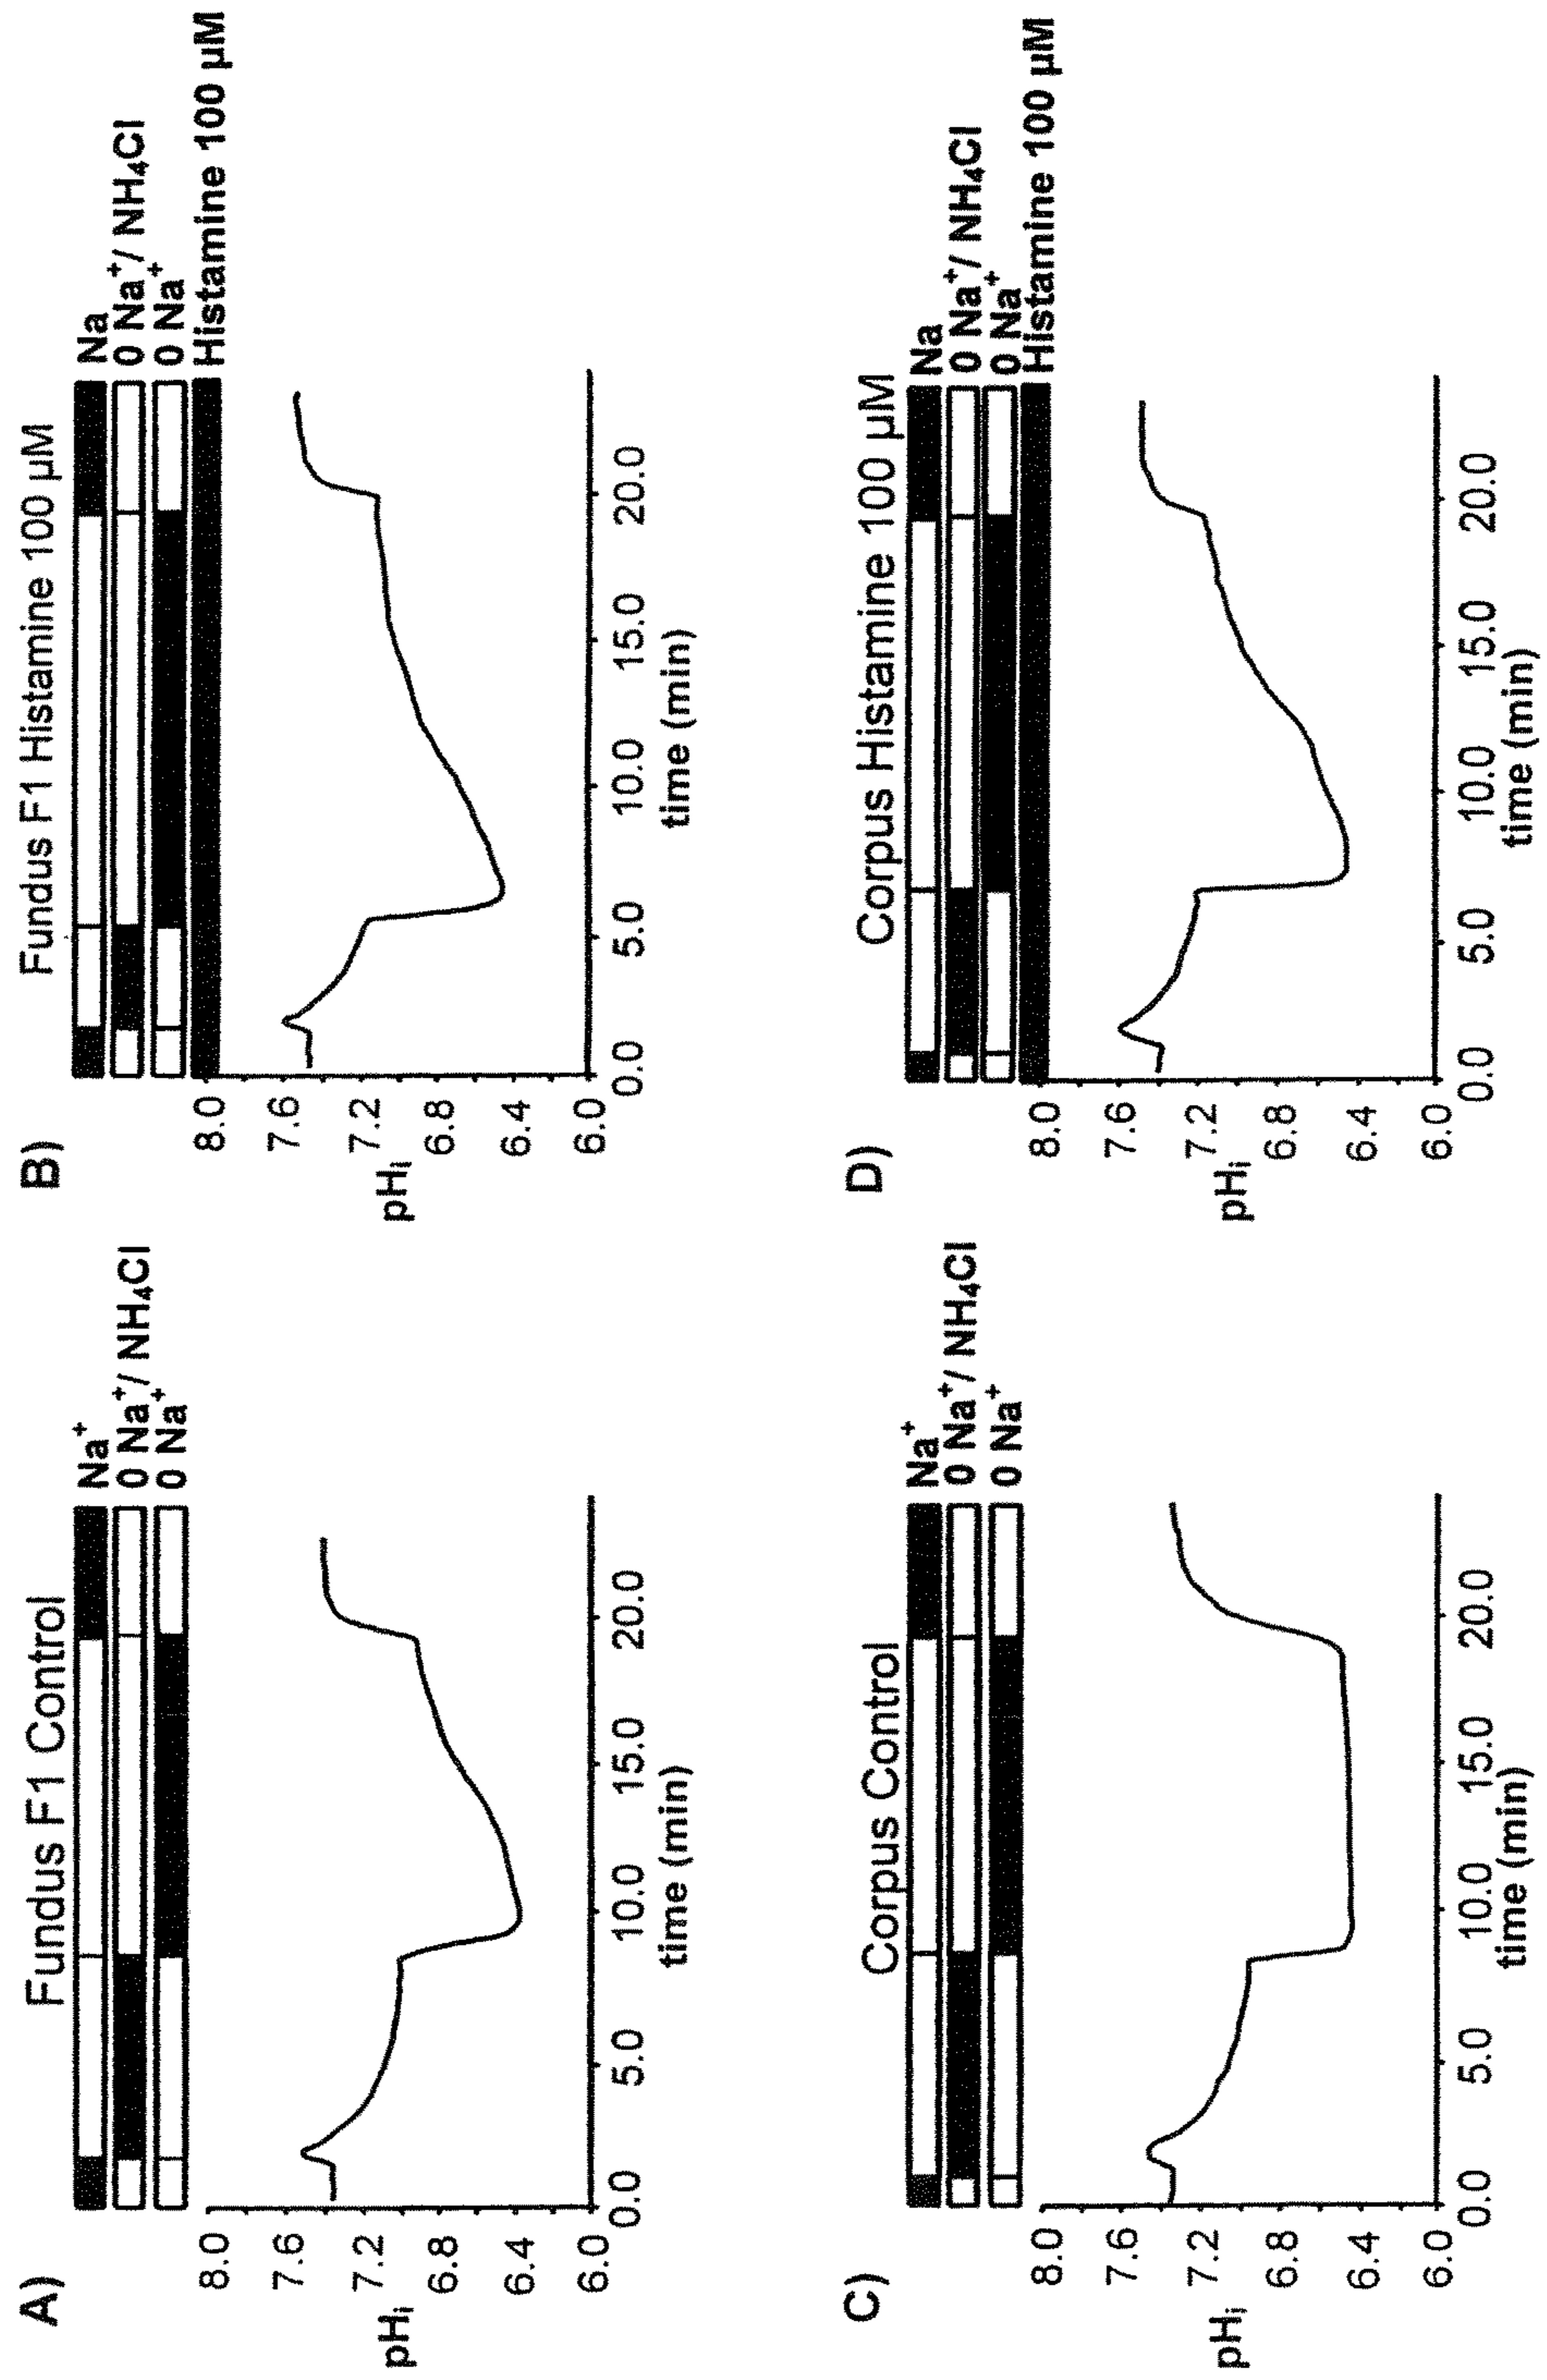 A)
Fundus F1 Control
Na⁺
0 Na⁺/ NH₄Cl
0 Na⁺
8.0
7.6
7.2
6.8
6.4
6.0
pHᵢ
0.0 5.0 10.0 15.0 20.0
time (min)
B)
Fundus F1 Histamine 100 µM
Na
0 Na⁺/ NH₄Cl
0 Na⁺
Histamine 100 µM
8.0
7.6
7.2
6.8
6.4
6.0
pHᵢ
0.0 5.0 10.0 15.0 20.0
time (min)
C)
Corpus Control
Na⁺
0 Na⁺/ NH₄Cl
0 Na⁺
8.0
7.6
7.2
6.8
6.4
6.0
pHᵢ
0.0 5.0 10.0 15.0 20.0
time (min)
D)
Corpus Histamine 100 µM
Na
0 Na⁺/ NH₄Cl
0 Na⁺
Histamine 100 µM
8.0
7.6
7.2
6.8
6.4
6.0
pHᵢ
0.0 5.0 10.0 15.0 20.0
time (min)